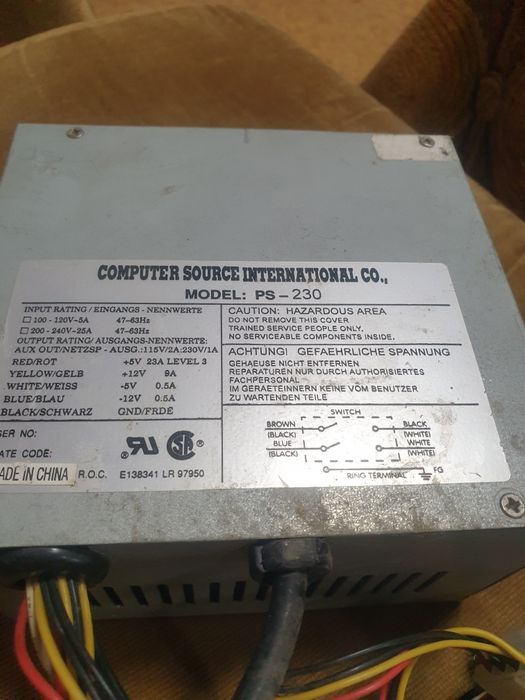 COMPUTER SOURCE INTERNATIONAL CO.,
MODEL: PS-230
INPUT RATING / EINGANGS - NENNWERTE
100 - 120V~8A 47-63Hz
200 - 240V~25A 47-63Hz
OUTPUT RATING/ AUSGANGS-NENNWERTE:
AUX OUT/NETZSP - AUSG.:115V/2A:230V/1A
RED/ROT +5V 23A LEVEL 3
YELLOW/GELB +12V 9A
WHITE/WEISS -5V 0.5A
BLUE/BLAU -12V 0.5A
BLACK/SCHWARZ GND/FRDE
SER NO:
ATE CODE:
ADE IN CHINA R.O.C. E138341 LR 97950
CAUTION: HAZARDOUS AREA
DO NOT REMOVE THIS COVER
TRAINED SERVICE PEOPLE ONLY.
NO SERVICEABLE COMPONENTS INSIDE.
ACHTÜNG! GEFAEHRLICHE SPANNUNG
GEHAEUSE NICHT ENTFERNEN
REPARATUREN NUR DURCH AUTHORISIERTES
FACHPERSONAL
IM GERAETEINNERN KEINE VOM BENUTZER
ZU WARTENDEN TEILE
SWITCH
BROWN BLACK
(BLACK) (WHITE)
BLUE WHITE
(BLACK) (WHITE)
RING TERMINAL FG